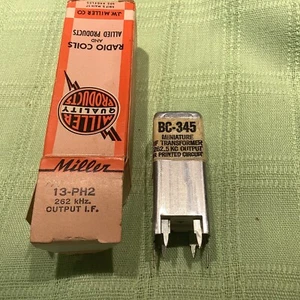 J.W. MILLER CO
RADIO COILS
AND
ALLIED PRODUCTS
MILLER
QUALITY
PRODUCTS
Miller
13-PH2
262 kHz.
OUTPUT I.F.
BC-345
MINIATURE
IF TRANSFORMER
262.5 KC OUTPUT
PRINTED CIRCUIT